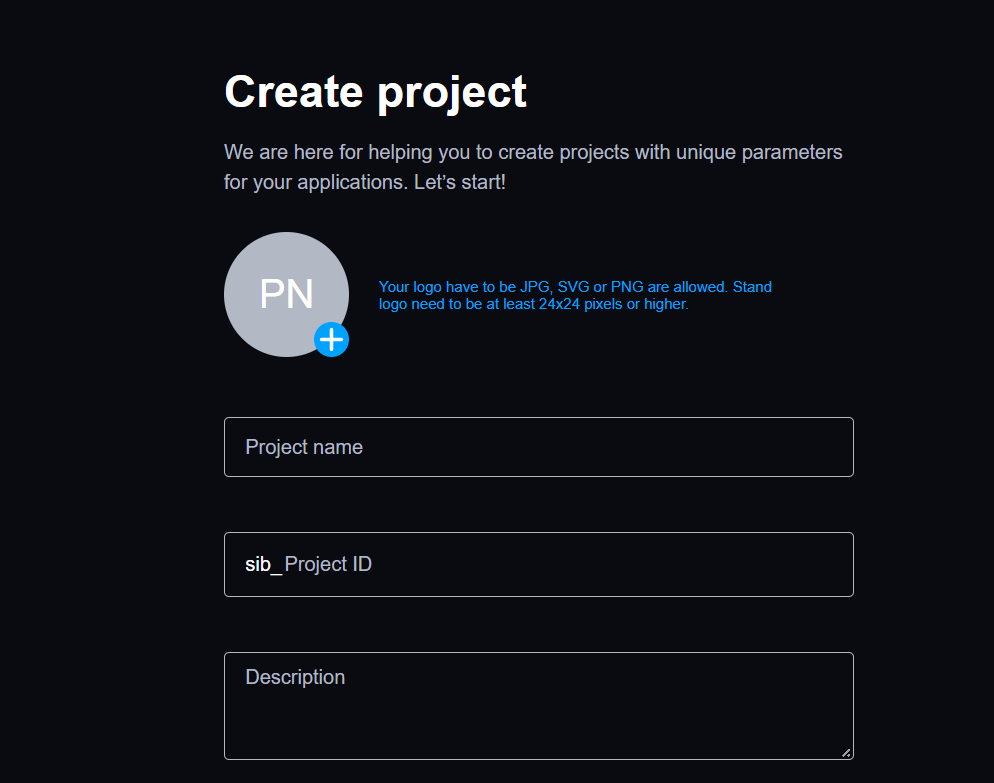 Create project
We are here for helping you to create projects with unique parameters
for your applications. Let’s start!
PN
Your logo have to be JPG, SVG or PNG are allowed. Stand
logo need to be at least 24x24 pixels or higher.
Project name
sib_Project ID
Description